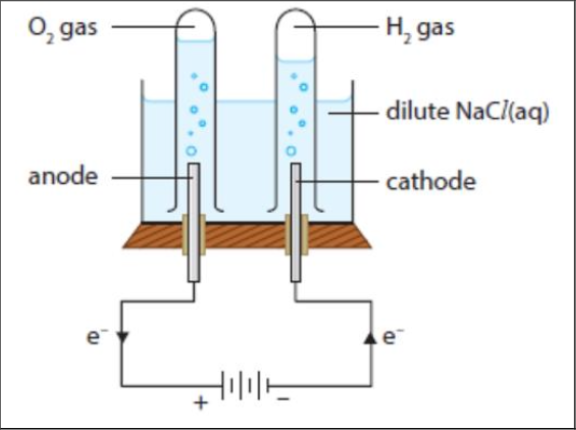 O₂ gas
H₂ gas
dilute NaCl(aq)
anode
cathode
e⁻
e⁻
+
−